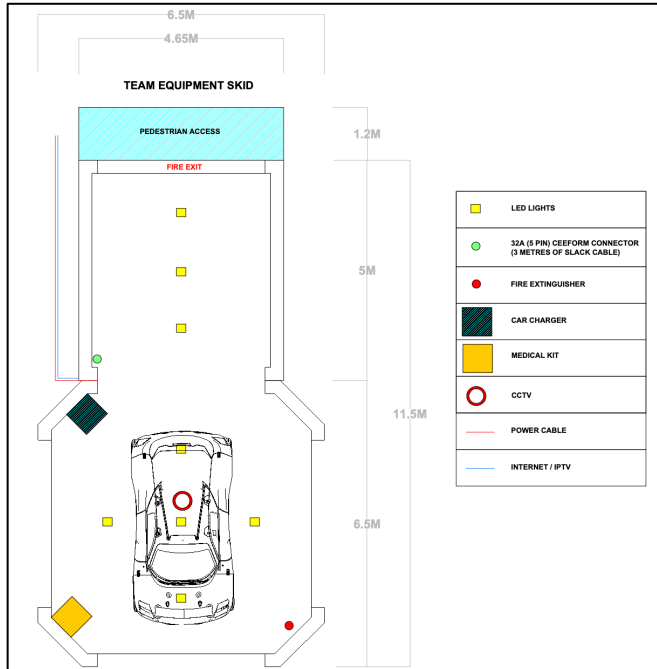 6.5M
4.65M
TEAM EQUIPMENT SKID
PEDESTRIAN ACCESS
1.2M
FIRE EXIT
5M
11.5M
6.5M
LED LIGHTS
32A (5 PIN) CEEFORM CONNECTOR
(3 METRES OF SLACK CABLE)
FIRE EXTINGUISHER
CAR CHARGER
MEDICAL KIT
CCTV
POWER CABLE
INTERNET / IPTV